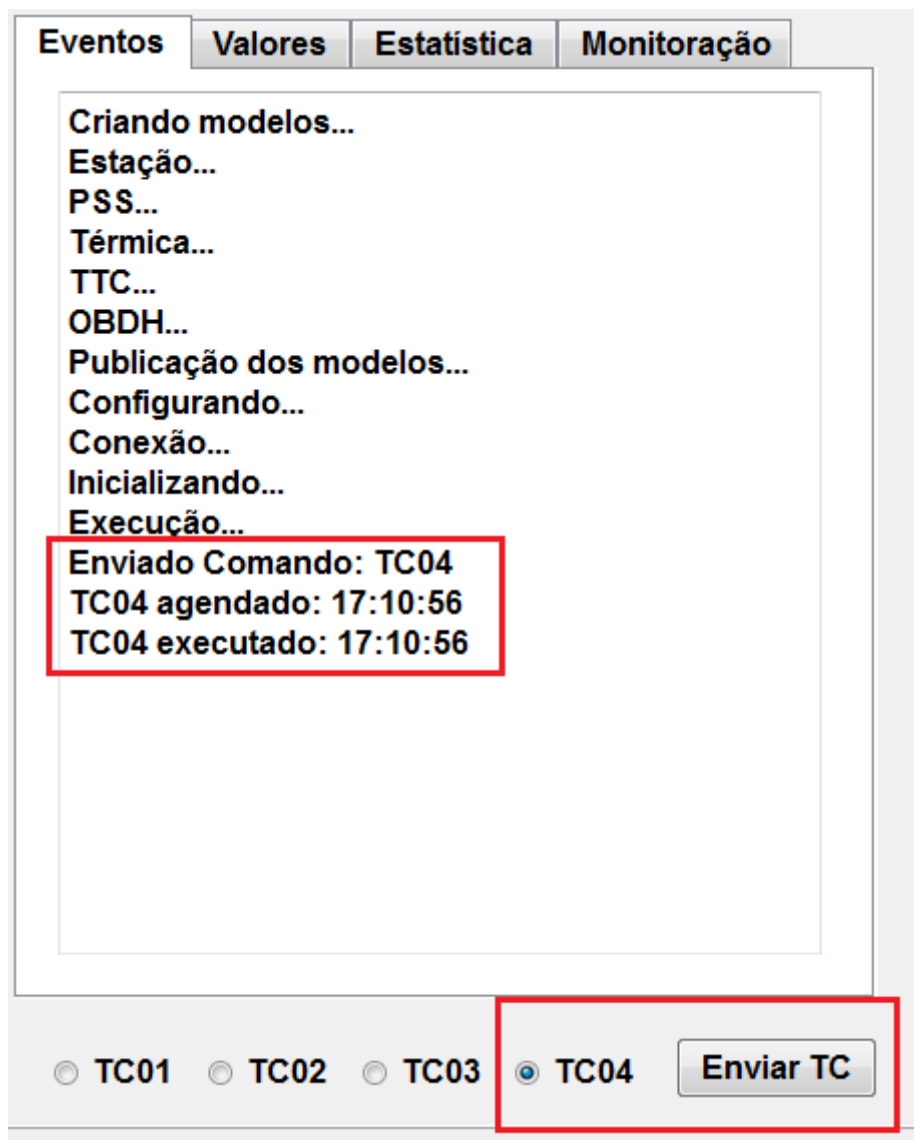 Eventos Valores Estatística Monitoração
Criando modelos...
Estação...
PSS...
Térmica...
TTC...
OBDH...
Publicação dos modelos...
Configurando...
Conexão...
Inicializando...
Execução...
Enviado Comando: TC04
TC04 agendado: 17:10:56
TC04 executado: 17:10:56
TC01 TC02 TC03 TC04 Enviar TC